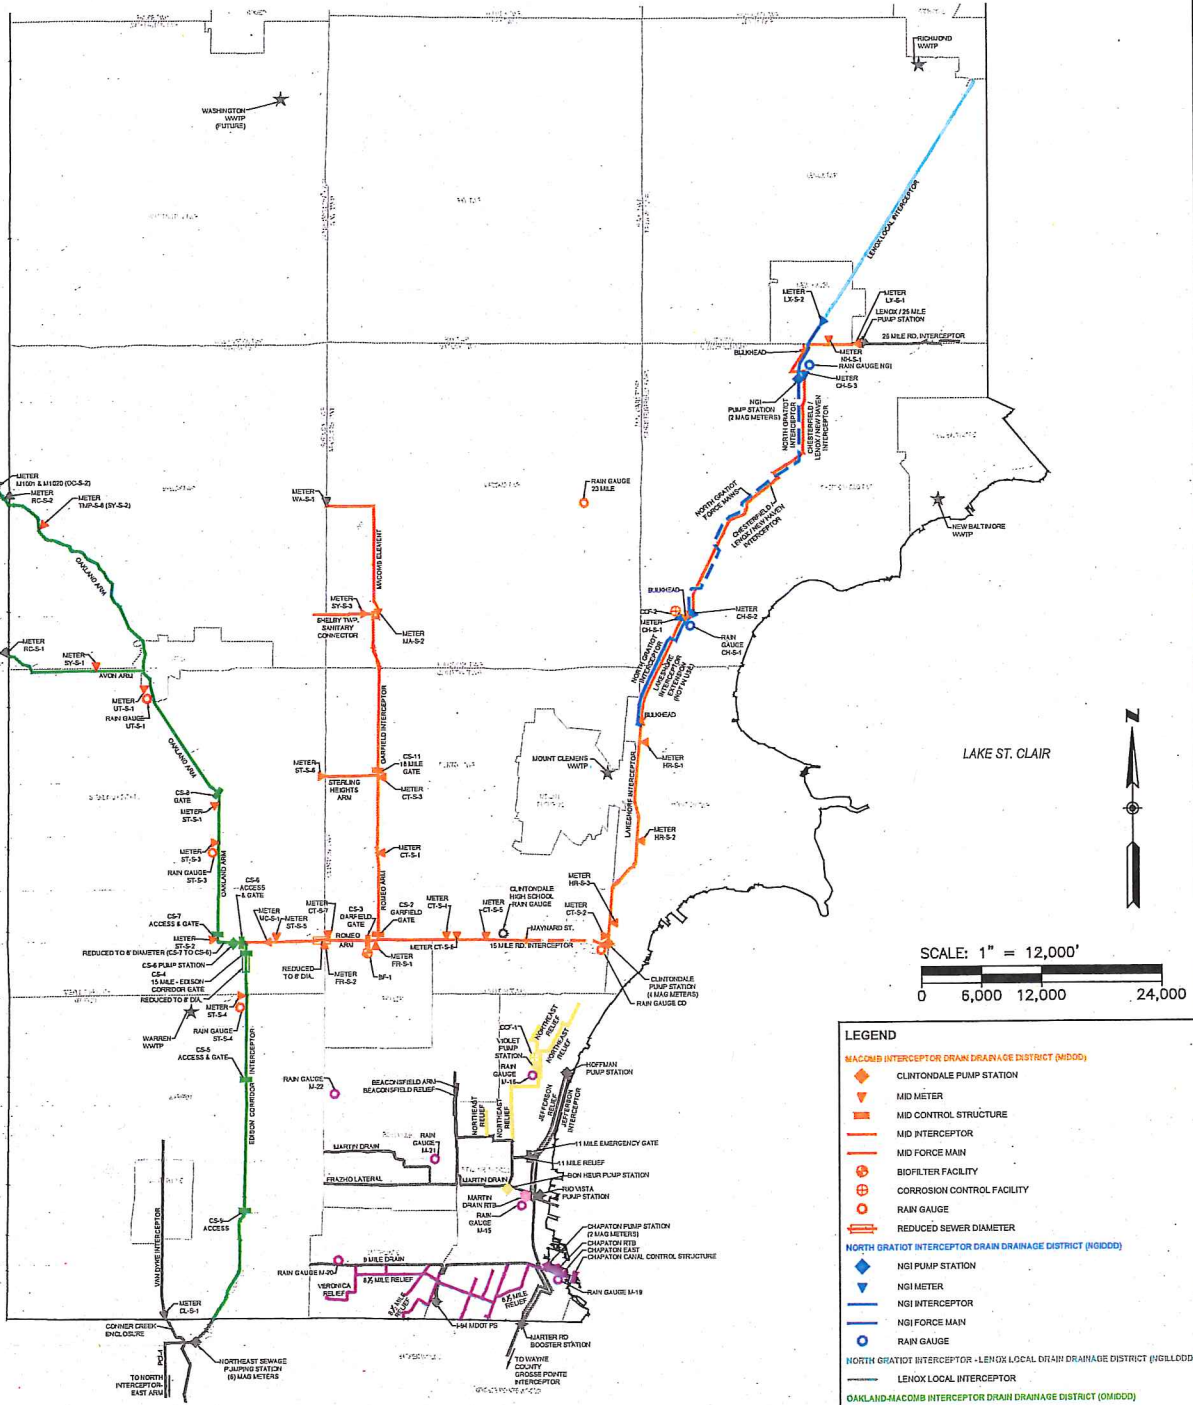 RICHMOND
WWTP
WASHINGTON
WWTP
(FUTURE)
LENOX LOCAL INTERCEPTOR
METER
LX-S-2
METER
LX-S-1
LENOX / 26 MILE
PUMP STATION
26 MILE RD. INTERCEPTOR
BULKHEAD
METER
NH-S-1
RAIN GAUGE NGI
METER
CH-S-3
NGI
PUMP STATION
(2 MAG METERS)
NORTH GRATIOT
INTERCEPTOR
CHESTERFIELD /
LENOX / NEW HAVEN
INTERCEPTOR
METER
M1001 & M1020 (OC-S-2)
METER
RC-S-2
METER
TMP-S-8 (SY-S-2)
METER
WA-S-1
RAIN GAUGE
23 MILE
NORTH GRATIOT
FORCE MAINS
CHESTERFIELD /
LENOX / NEW HAVEN
INTERCEPTOR
NEW BALTIMORE
WWTP
OAKLAND ARM
MACOMB ELEMENT
METER
SY-S-3
SHELBY TWP.
SANITARY
CONNECTOR
METER
MA-S-2
BULKHEAD
CCF-2
METER
CH-S-1
METER
CH-S-2
RAIN
GAUGE
CH-S-1
METER
RC-S-1
METER
SY-S-1
AVON ARM
METER
UT-S-1
RAIN GAUGE
UT-S-1
NORTH GRATIOT
INTERCEPTOR
LAKESHORE
INTERCEPTOR
EXTENSION
(NOT IN USE)
BULKHEAD
OAKLAND ARM
GARFIELD INTERCEPTOR
METER
HR-S-1
MOUNT CLEMENS
WWTP
LAKE ST. CLAIR
N
METER
ST-S-6
STERLING
HEIGHTS
ARM
CS-11
18 MILE
GATE
METER
CT-S-3
LAKESHORE INTERCEPTOR
CS-8
GATE
METER
ST-S-1
METER
HR-S-2
METER
ST-S-3
RAIN GAUGE
ST-S-3
METER
CT-S-1
OAKLAND ARM
ROMEO ARM
METER
HR-S-3
CS-6
ACCESS
& GATE
CLINTONDALE
HIGH SCHOOL
RAIN GAUGE
CS-7
ACCESS & GATE
METER
MC-S-1
METER
ST-S-5
METER
CT-S-7
CS-3
GARFIELD
GATE
CS-2
GARFIELD
GATE
METER
CT-S-4
METER
CT-S-5
METER
CT-S-2
MAYNARD ST.
METER
ST-S-2
ROMEO
ARM
METER CT-S-6
15 MILE RD. INTERCEPTOR
REDUCED TO 8' DIAMETER (CS-7 TO CS-6)
CS-6 PUMP STATION
CS-4
15 MILE - EDISON
CORRIDOR GATE
REDUCED TO 8' DIA.
REDUCED
TO 8' DIA.
METER
FR-S-2
METER
FR-S-1
BF-1
CLINTONDALE
PUMP STATION
(4 MAG METERS)
RAIN GAUGE CD
SCALE: 1" = 12,000'
0 6,000 12,000 24,000
METER
ST-S-4
WARREN
WWTP
RAIN GAUGE
ST-S-4
CS-5
ACCESS & GATE
CCF-1
VIOLET
PUMP
STATION
RAIN
GAUGE
M-16
NORTHEAST
RELIEF
NORTHEAST
RELIEF
HOFFMAN
PUMP STATION
RAIN GAUGE
M-22
BEACONSFIELD ARM
BEACONSFIELD RELIEF
EDISON CORRIDOR INTERCEPTOR
NORTHEAST
RELIEF
NORTHEAST
RELIEF
JEFFERSON
RELIEF
JEFFERSON
INTERCEPTOR
MARTIN DRAIN
RAIN
GAUGE
M-21
11 MILE EMERGENCY GATE
11 MILE RELIEF
FRAZHO LATERAL
MARTIN DRAIN
BON HEUR PUMP STATION
RIO VISTA
PUMP STATION
MARTIN
DRAIN RTB
RAIN
GAUGE
M-15
CS-9
ACCESS
CHAPATON PUMP STATION
(2 MAG METERS)
CHAPATON RTB
CHAPATON EAST
CHAPATON CANAL CONTROL STRUCTURE
VAN DYKE INTERCEPTOR
RAIN GAUGE M-20
9 MILE DRAIN
8½ MILE RELIEF
VERONICA
RELIEF
8½ MILE
RELIEF
8½ MILE
RELIEF
RAIN GAUGE M-19
METER
CL-S-1
CONNER CREEK
ENCLOSURE
I-94 MDOT PS
MARTER RD
BOOSTER STATION
PCI-1
TO NORTH
INTERCEPTOR-
EAST ARM
NORTHEAST SEWAGE
PUMPING STATION
(6) MAG METERS
TO WAYNE
COUNTY
GROSSE POINTE
INTERCEPTOR
LEGEND
MACOMB INTERCEPTOR DRAIN DRAINAGE DISTRICT (MIDDD)
CLINTONDALE PUMP STATION
MID METER
MID CONTROL STRUCTURE
MID INTERCEPTOR
MID FORCE MAIN
BIOFILTER FACILITY
CORROSION CONTROL FACILITY
RAIN GAUGE
REDUCED SEWER DIAMETER
NORTH GRATIOT INTERCEPTOR DRAIN DRAINAGE DISTRICT (NGIDDD)
NGI PUMP STATION
NGI METER
NGI INTERCEPTOR
NGI FORCE MAIN
RAIN GAUGE
NORTH GRATIOT INTERCEPTOR - LENOX LOCAL DRAIN DRAINAGE DISTRICT (NGILLDDD)
LENOX LOCAL INTERCEPTOR
OAKLAND-MACOMB INTERCEPTOR DRAIN DRAINAGE DISTRICT (OMIDDD)